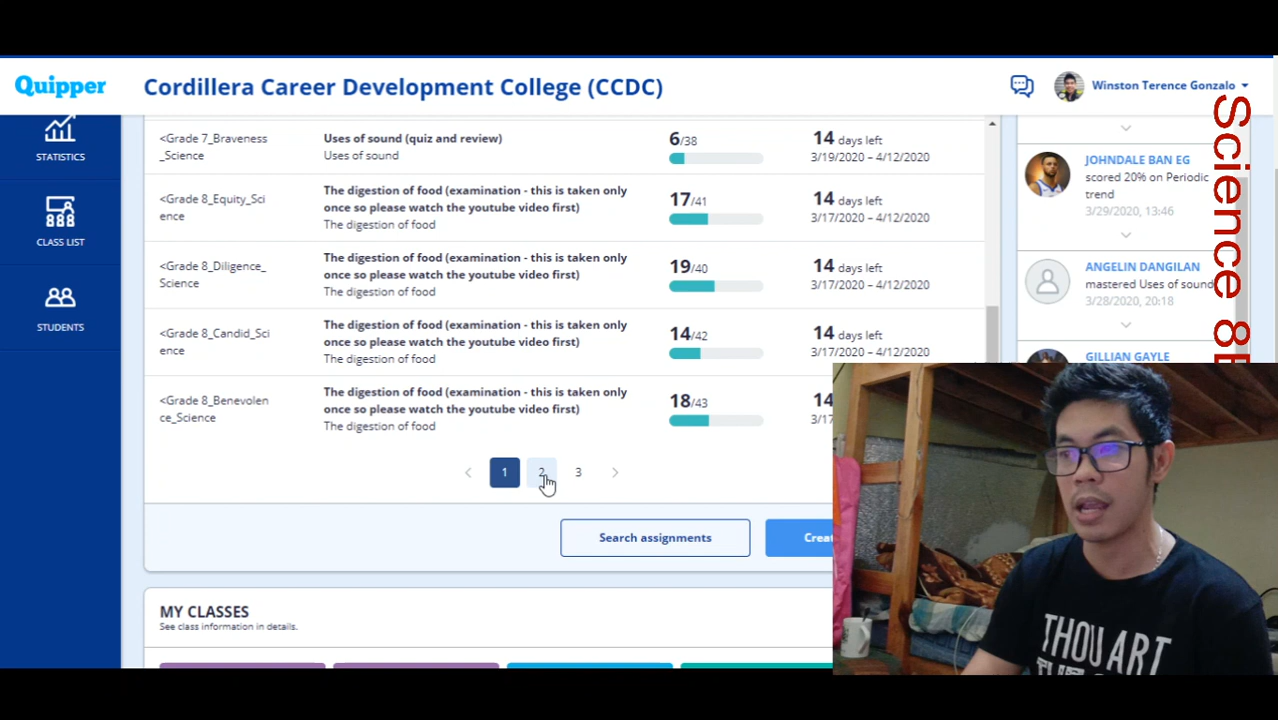 Quipper
Cordillera Career Development College (CCDC)
Winston Terence Gonzalo
STATISTICS
CLASS LIST
STUDENTS
<Grade 7_Braveness
_Science
Uses of sound (quiz and review)
Uses of sound
6/38
14 days left
3/19/2020 – 4/12/2020
<Grade 8_Equity_Sci
ence
The digestion of food (examination - this is taken only
once so please watch the youtube video first)
The digestion of food
17/41
14 days left
3/17/2020 – 4/12/2020
<Grade 8_Diligence_
Science
The digestion of food (examination - this is taken only
once so please watch the youtube video first)
The digestion of food
19/40
14 days left
3/17/2020 – 4/12/2020
<Grade 8_Candid_Sci
ence
The digestion of food (examination - this is taken only
once so please watch the youtube video first)
The digestion of food
14/42
14 days left
3/17/2020 – 4/12/2020
<Grade 8_Benevolen
ce_Science
The digestion of food (examination - this is taken only
once so please watch the youtube video first)
The digestion of food
18/43
14
3/17
1 2 3
Search assignments
Creat
MY CLASSES
See class information in details.
JOHNDALE BAN EG
scored 20% on Periodic
trend
3/29/2020, 13:46
ANGELIN DANGILAN
mastered Uses of sound
3/28/2020, 20:18
GILLIAN GAYLE
Science 8
THOU ART